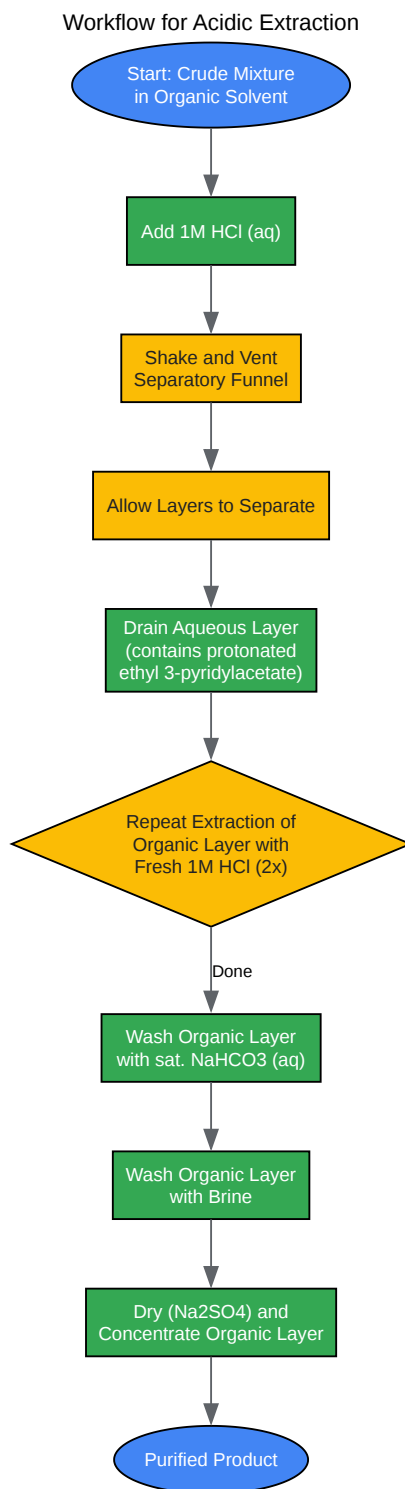 Workflow for Acidic Extraction
Start: Crude Mixture
in Organic Solvent
Add 1M HCl (aq)
Shake and Vent
Separatory Funnel
Allow Layers to Separate
Drain Aqueous Layer
(contains protonated
ethyl 3-pyridylacetate)
Repeat Extraction of
Organic Layer with
Fresh 1M HCl (2x)
Done
Wash Organic Layer
with sat. NaHCO3 (aq)
Wash Organic Layer
with Brine
Dry (Na2SO4) and
Concentrate Organic Layer
Purified Product